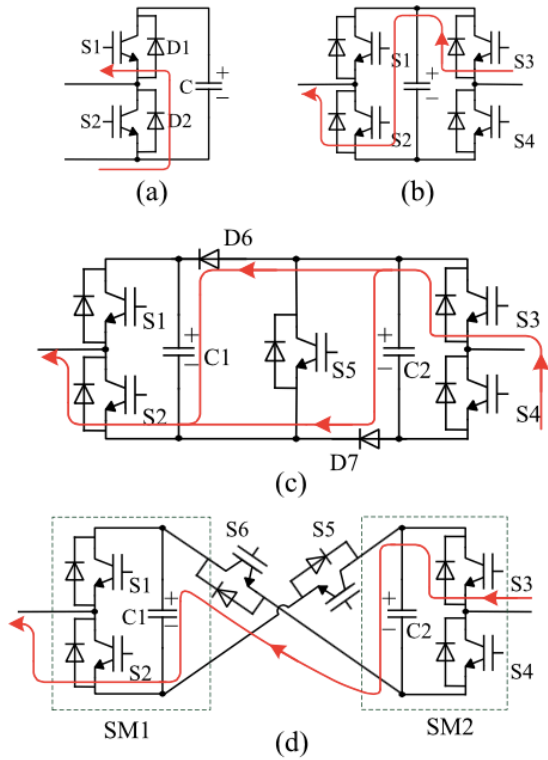 S1 D1 C + −
S2 D2
(a)
S1 + − S3
S2 S4
(b)
D6
S1 + − C1 S5 + − C2 S3
S2 S4
D7
(c)
S6 S5
S1 C1 + − C2 + − S3
S2 S4
SM1 SM2
(d)